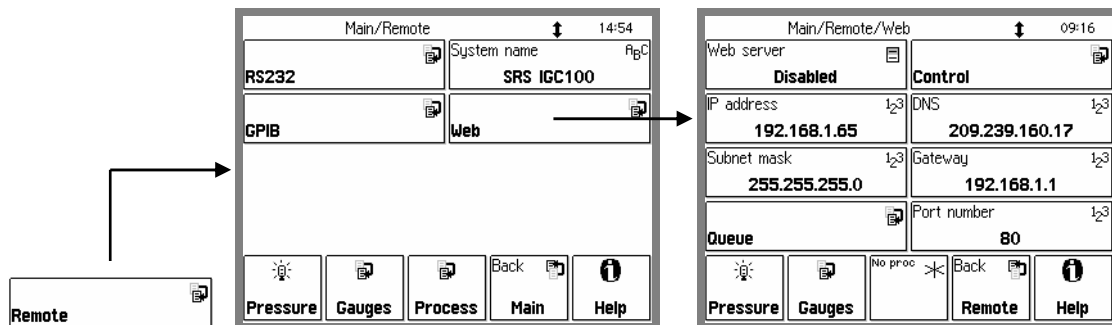 Main/Remote 14:54
System name ABC
RS232 SRS IGC100
GPIB Web
Back
Pressure Gauges Process Main Help
Remote
Main/Remote/Web 09:16
Web server
Disabled Control
IP address 123 DNS 123
192.168.1.65 209.239.160.17
Subnet mask 123 Gateway 123
255.255.255.0 192.168.1.1
Port number 123
Queue 80
No proc Back
Pressure Gauges Remote Help